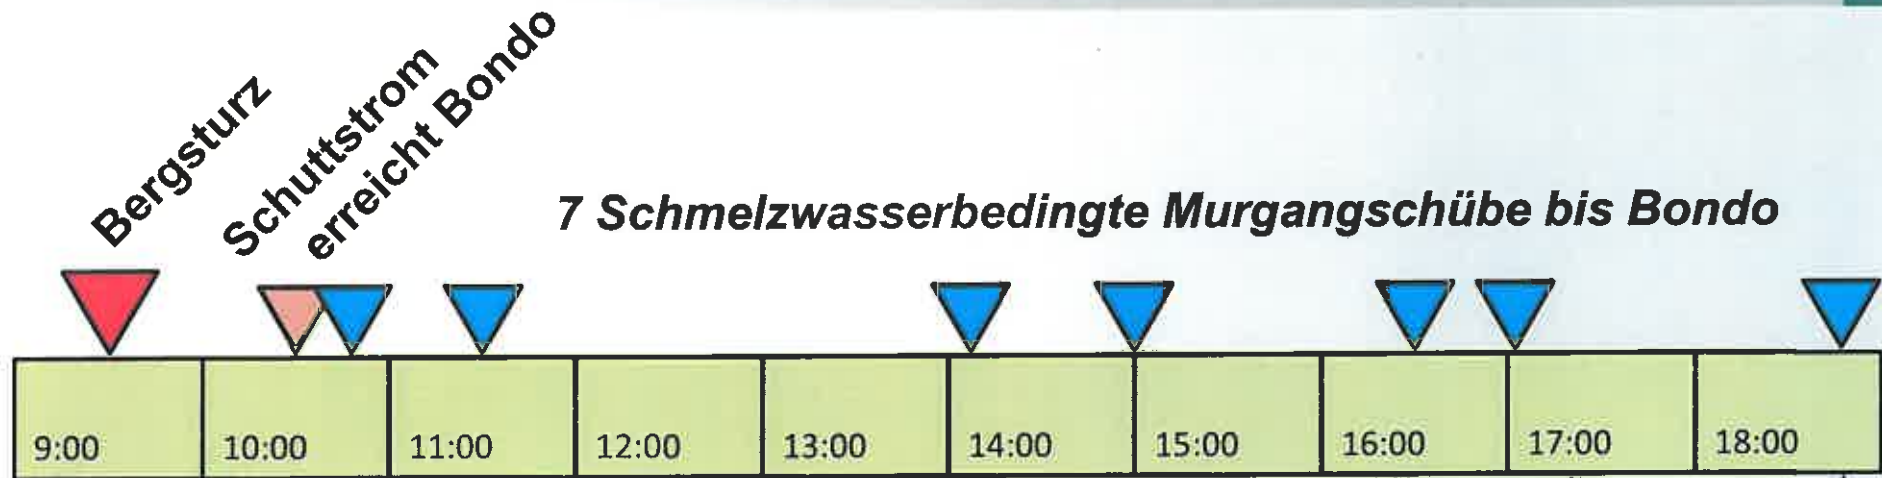 Bergsturz
Schuttstrom
erreicht Bondo
7 Schmelzwasserbedingte Murgangschübe bis Bondo
9:00 10:00 11:00 12:00 13:00 14:00 15:00 16:00 17:00 18:00